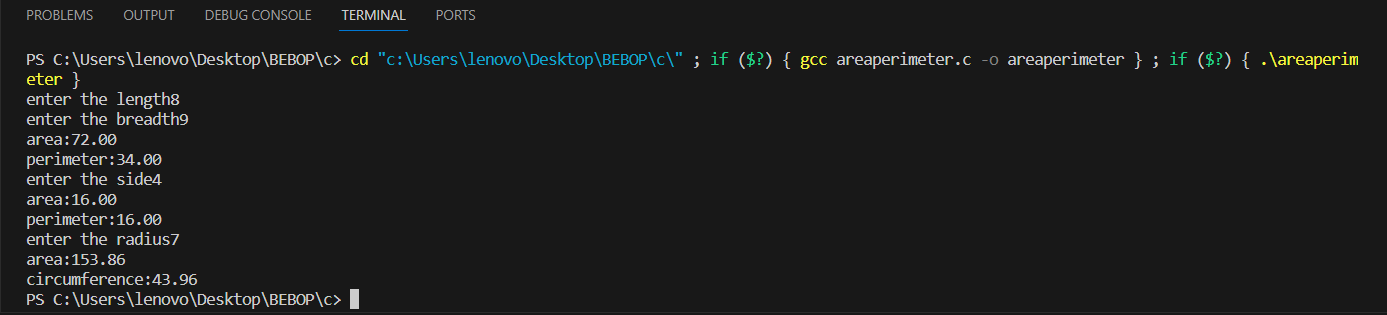 PROBLEMS OUTPUT DEBUG CONSOLE TERMINAL PORTS
PS C:\Users\lenovo\Desktop\BEBOP\c> cd "c:\Users\lenovo\Desktop\BEBOP\c\" ; if ($?) { gcc areaperimeter.c -o areaperimeter } ; if ($?) { .\areaperim
eter }
enter the length8
enter the breadth9
area:72.00
perimeter:34.00
enter the side4
area:16.00
perimeter:16.00
enter the radius7
area:153.86
circumference:43.96
PS C:\Users\lenovo\Desktop\BEBOP\c>